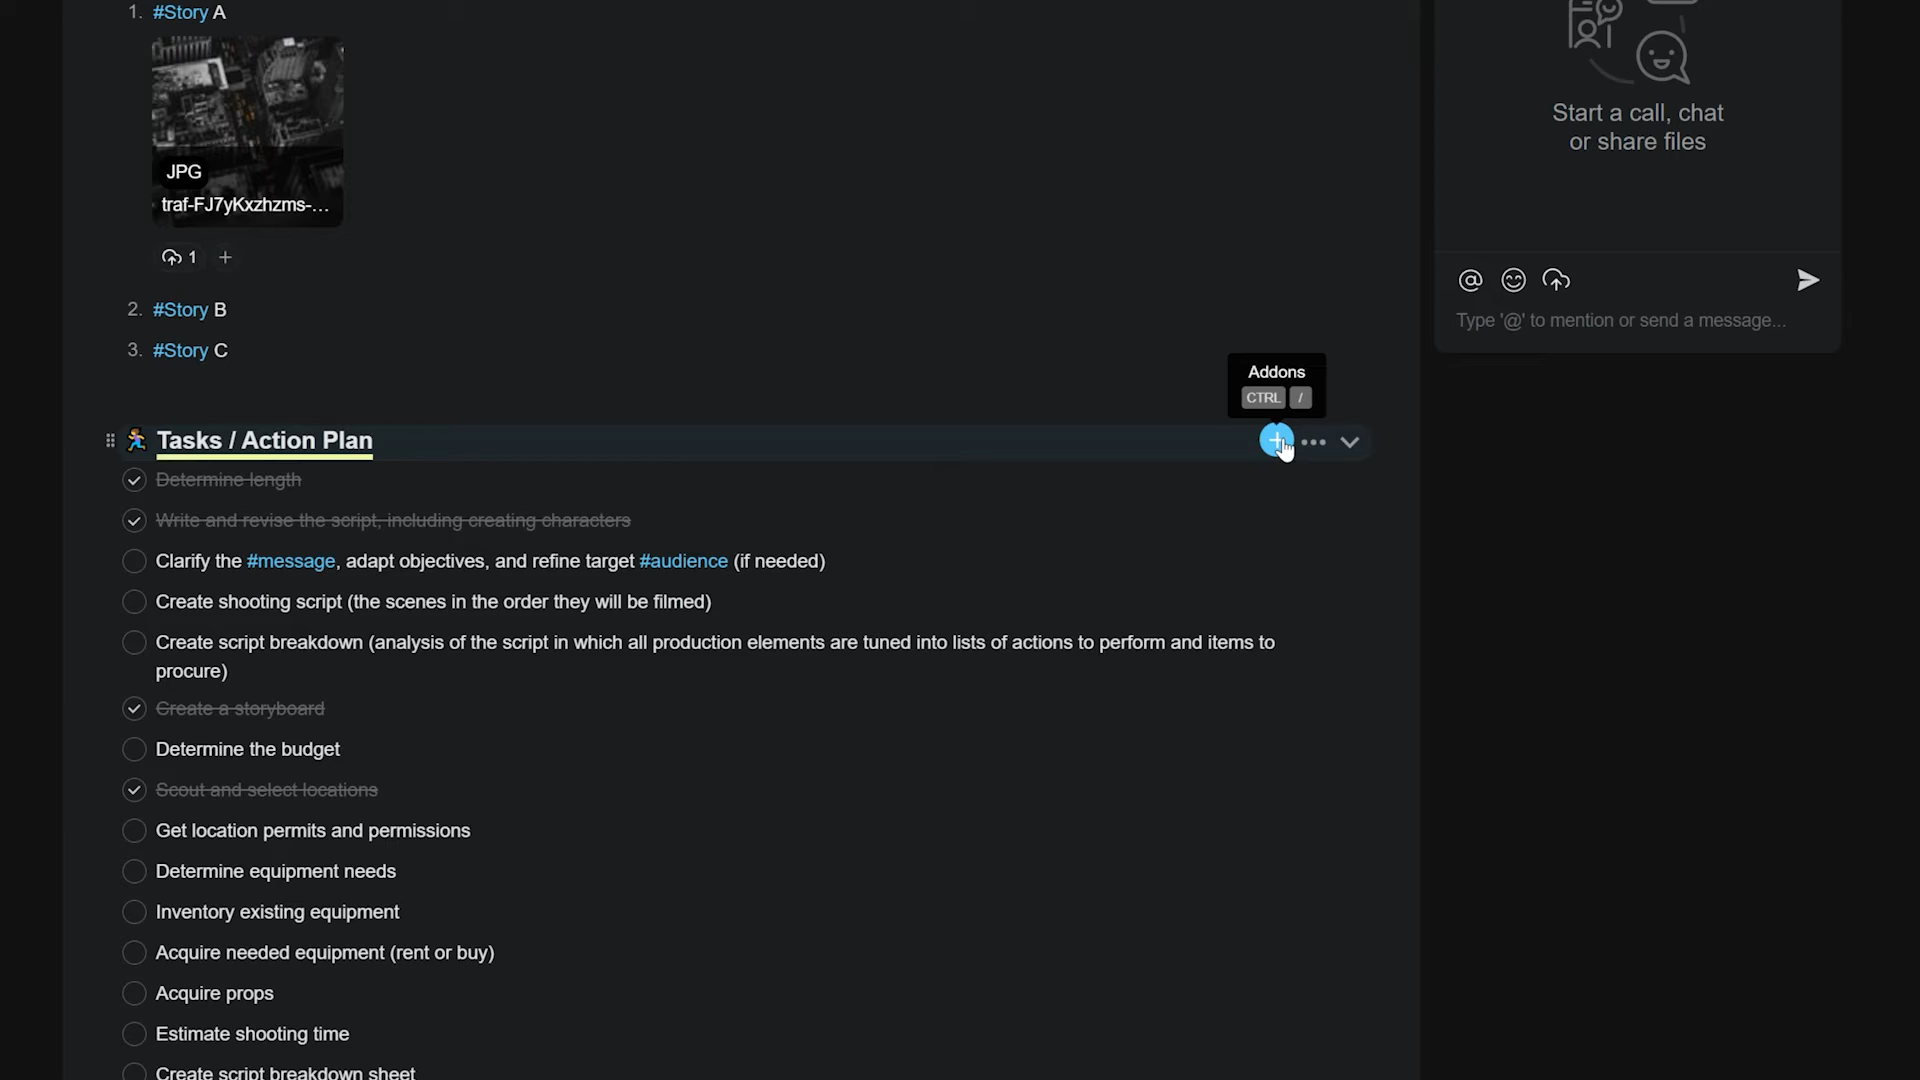 1. #Story A
JPG
traf-FJ7yKxzhzms-...
1 +
2. #Story B
3. #Story C
Addons
CTRL /
Tasks / Action Plan
Determine length
Write and revise the script, including creating characters
Clarify the #message, adapt objectives, and refine target #audience (if needed)
Create shooting script (the scenes in the order they will be filmed)
Create script breakdown (analysis of the script in which all production elements are tuned into lists of actions to perform and items to
procure)
Create a storyboard
Determine the budget
Scout and select locations
Get location permits and permissions
Determine equipment needs
Inventory existing equipment
Acquire needed equipment (rent or buy)
Acquire props
Estimate shooting time
Create script breakdown sheet
Start a call, chat
or share files
Type '@' to mention or send a message...